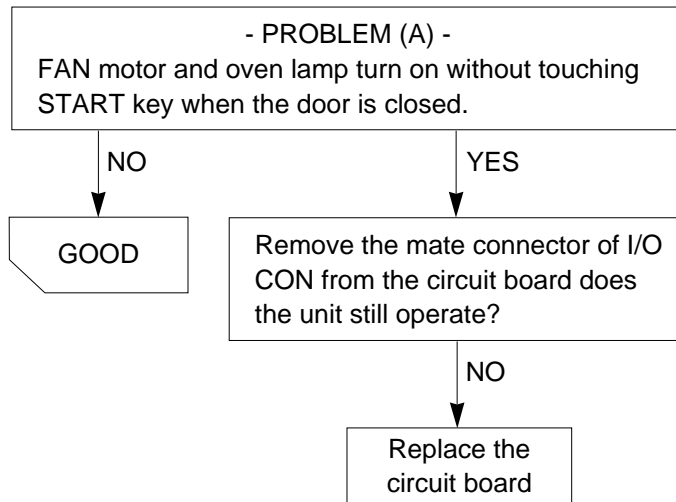 - PROBLEM (A) -
FAN motor and oven lamp turn on without touching
START key when the door is closed.
NO
YES
GOOD
Remove the mate connector of I/O
CON from the circuit board does
the unit still operate?
NO
Replace the
circuit board